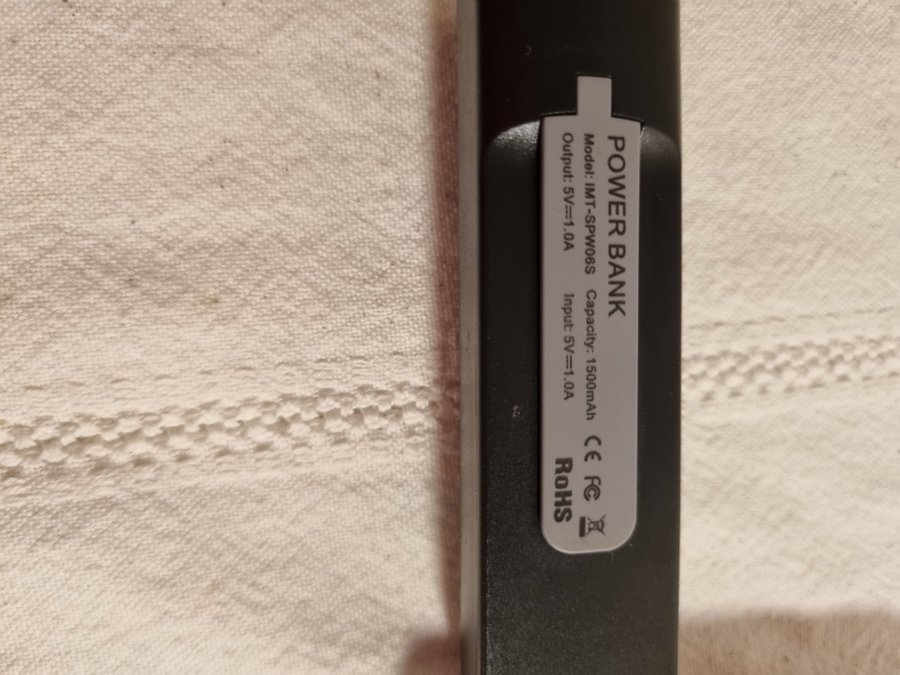 POWER BANK
Model: IMT-SPW06S Capacity: 1500mAh
Output: 5V⎓1.0A Input: 5V⎓1.0A
CE FC
RoHS